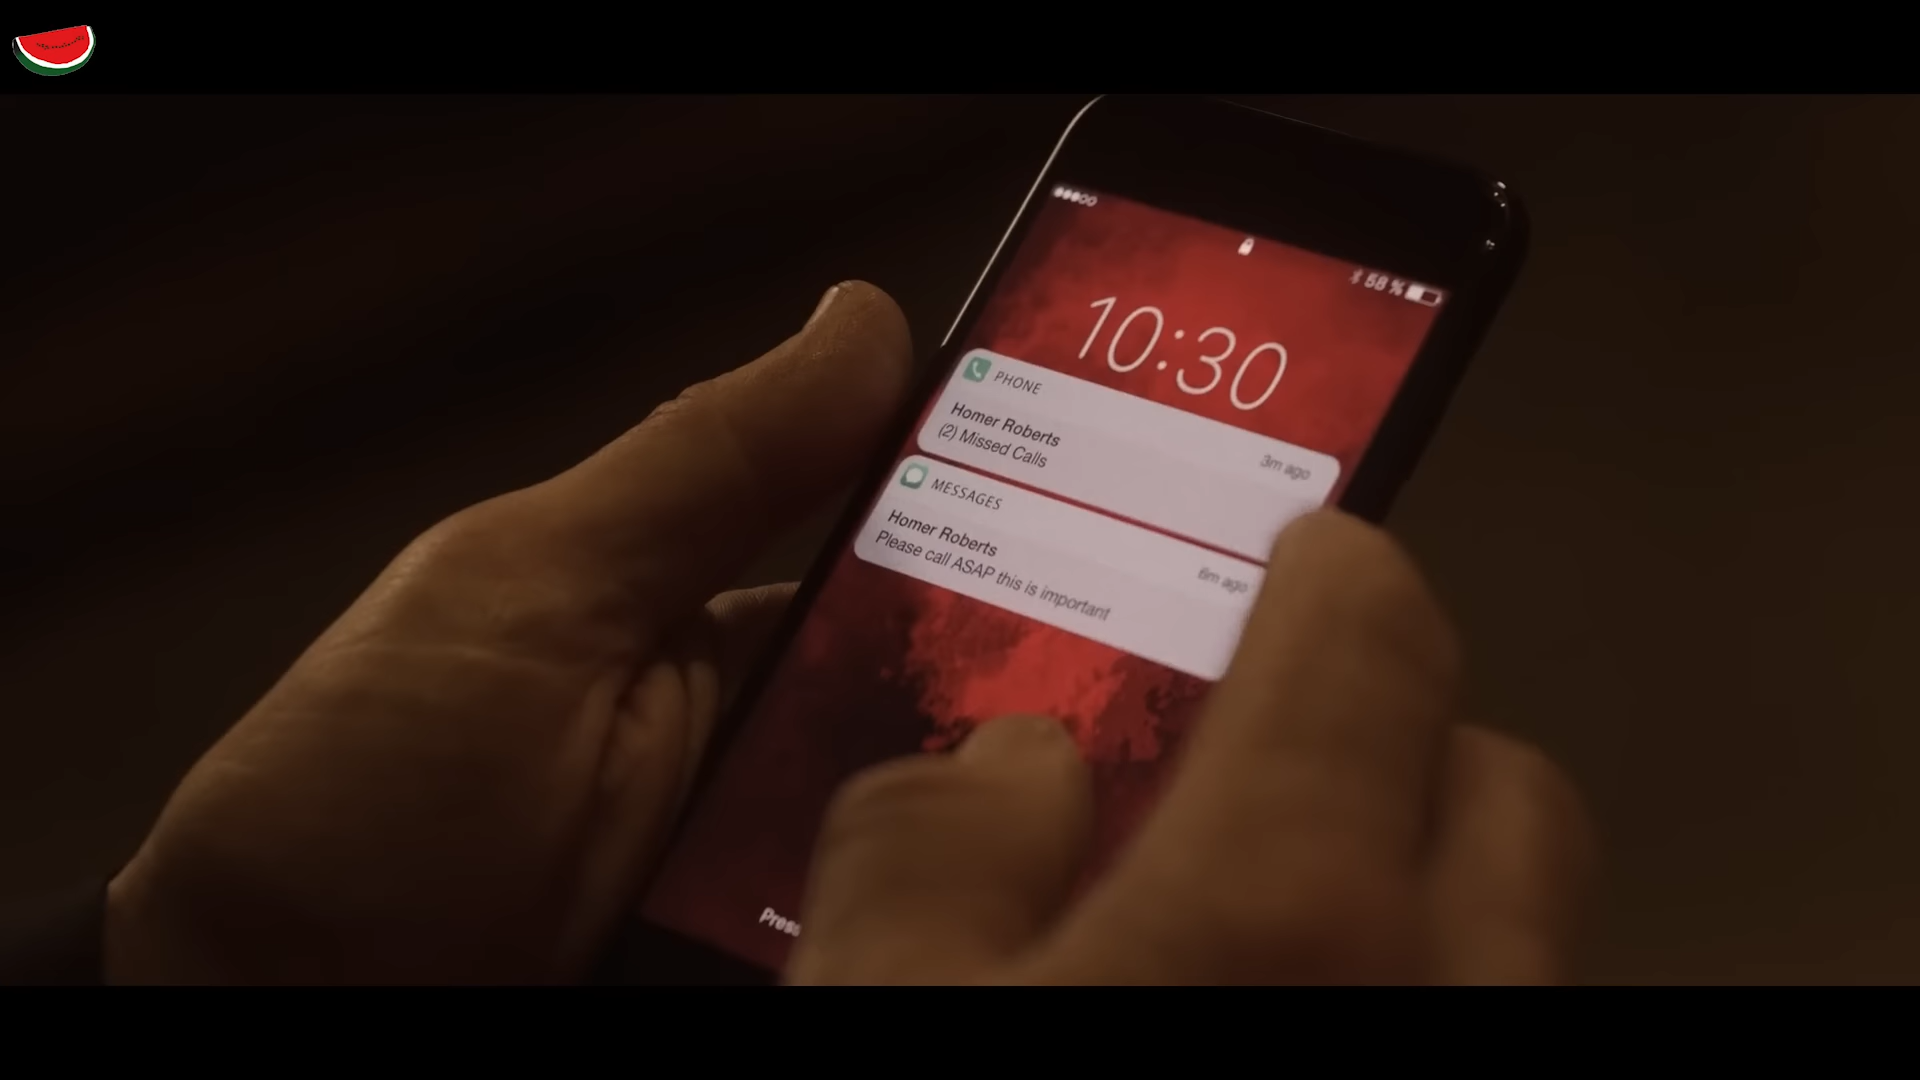 58 %
10:30
PHONE
3m ago
Homer Roberts
(2) Missed Calls
MESSAGES
6m ago
Homer Roberts
Please call ASAP this is important
Press